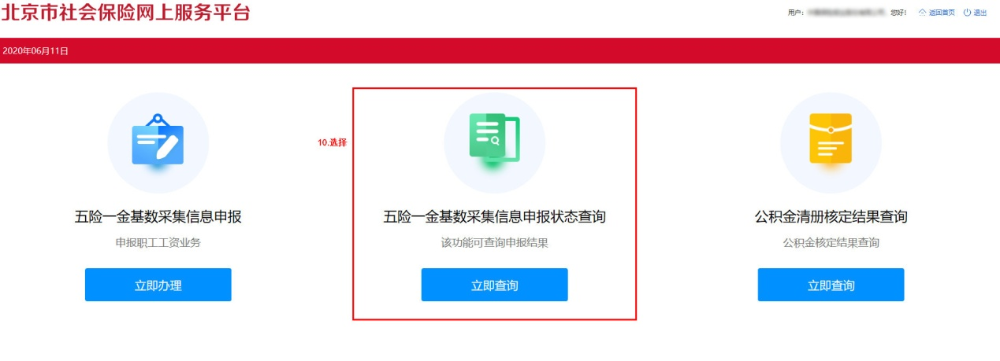 北京市社会保险网上服务平台
用户：
您好！
返回首页
退出
2020年06月11日
10.选择
五险一金基数采集信息申报
申报职工工资业务
立即办理
五险一金基数采集信息申报状态查询
该功能可查询申报结果
立即查询
公积金清册核定结果查询
公积金核定结果查询
立即查询